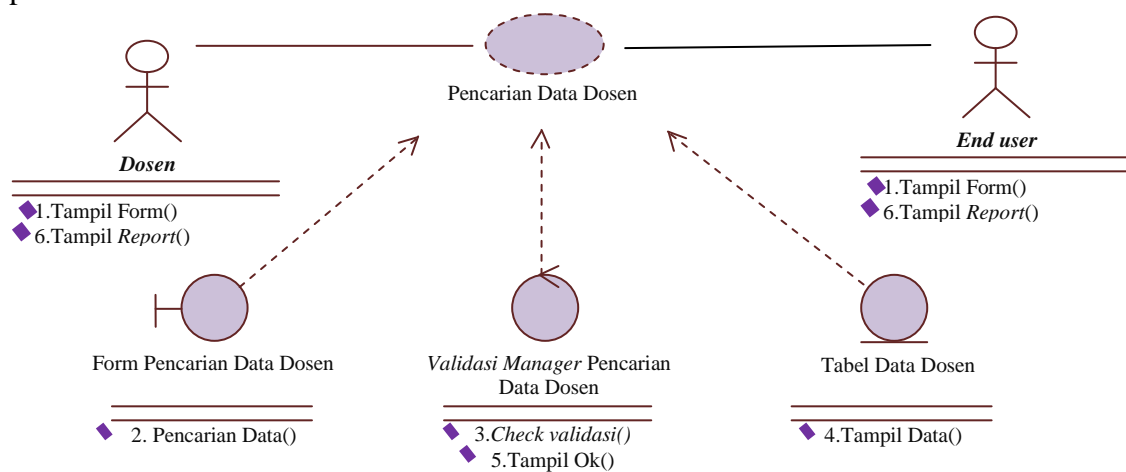 Pencarian Data Dosen
Dosen
1.Tampil Form()
6.Tampil Report()
End user
1.Tampil Form()
6.Tampil Report()
Form Pencarian Data Dosen
2. Pencarian Data()
Validasi Manager Pencarian
Data Dosen
3.Check validasi()
5.Tampil Ok()
Tabel Data Dosen
4.Tampil Data()